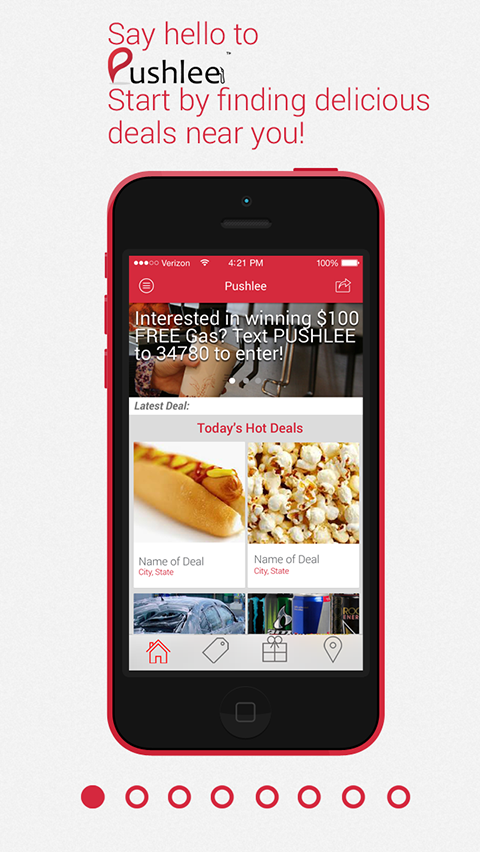 Say hello to
Pushlee™
Start by finding delicious
deals near you!
Verizon 4:21 PM 100%
Pushlee
Interested in winning $100
FREE Gas? Text PUSHLEE
to 34780 to enter!
Latest Deal:
Today's Hot Deals
Name of Deal Name of Deal
City, State City, State